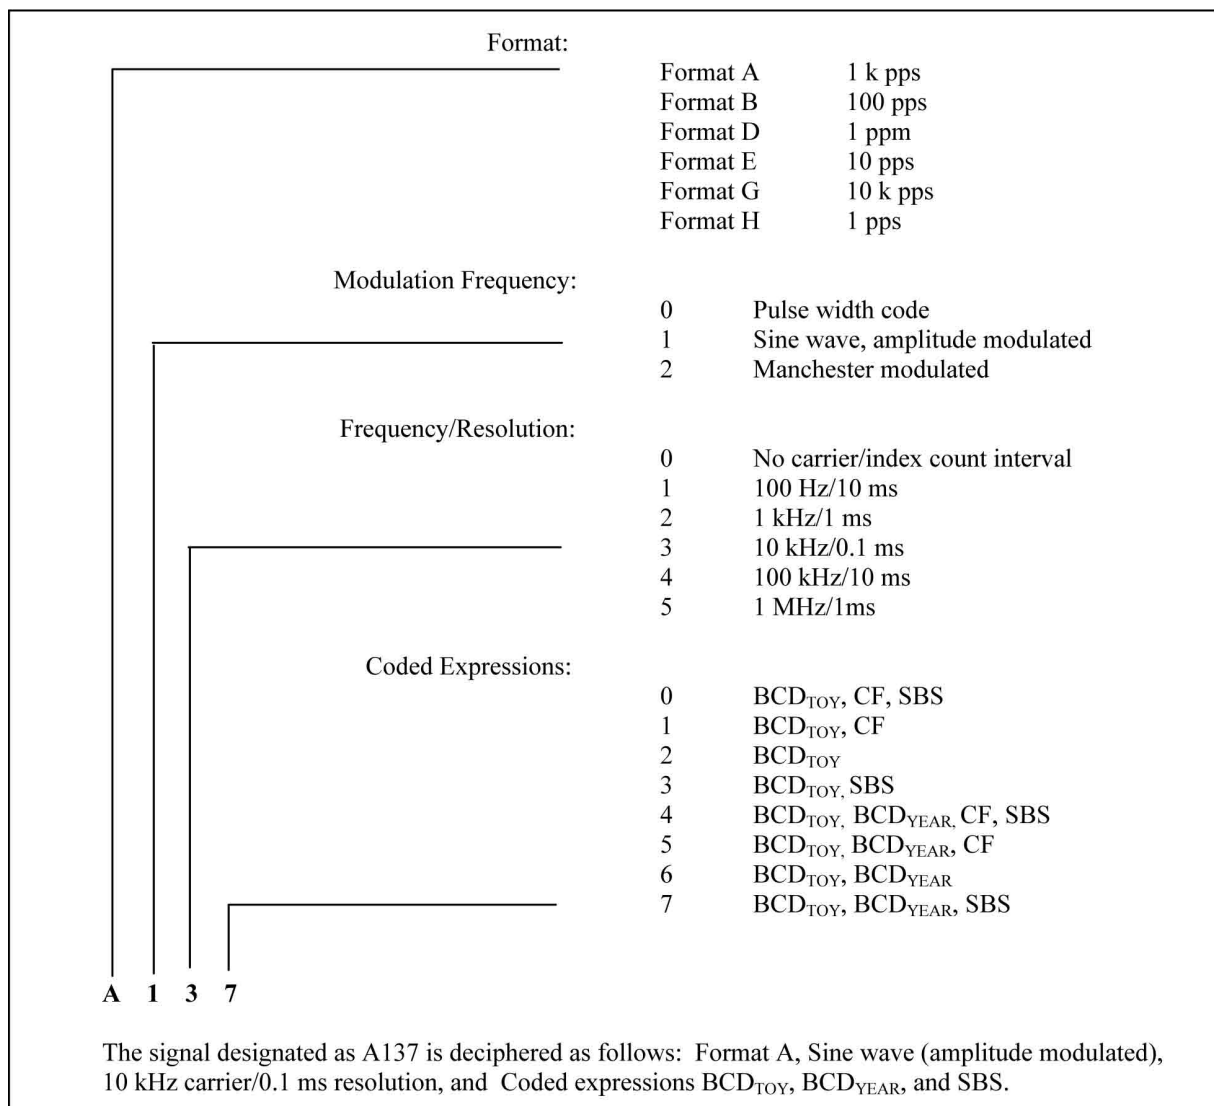 Format:
Format A 1 k pps
Format B 100 pps
Format D 1 ppm
Format E 10 pps
Format G 10 k pps
Format H 1 pps
Modulation Frequency:
0 Pulse width code
1 Sine wave, amplitude modulated
2 Manchester modulated
Frequency/Resolution:
0 No carrier/index count interval
1 100 Hz/10 ms
2 1 kHz/1 ms
3 10 kHz/0.1 ms
4 100 kHz/10 ms
5 1 MHz/1ms
Coded Expressions:
0 BCDTOY, CF, SBS
1 BCDTOY, CF
2 BCDTOY
3 BCDTOY, SBS
4 BCDTOY, BCDYEAR, CF, SBS
5 BCDTOY, BCDYEAR, CF
6 BCDTOY, BCDYEAR
7 BCDTOY, BCDYEAR, SBS
A 1 3 7
The signal designated as A137 is deciphered as follows: Format A, Sine wave (amplitude modulated),
10 kHz carrier/0.1 ms resolution, and Coded expressions BCDTOY, BCDYEAR, and SBS.